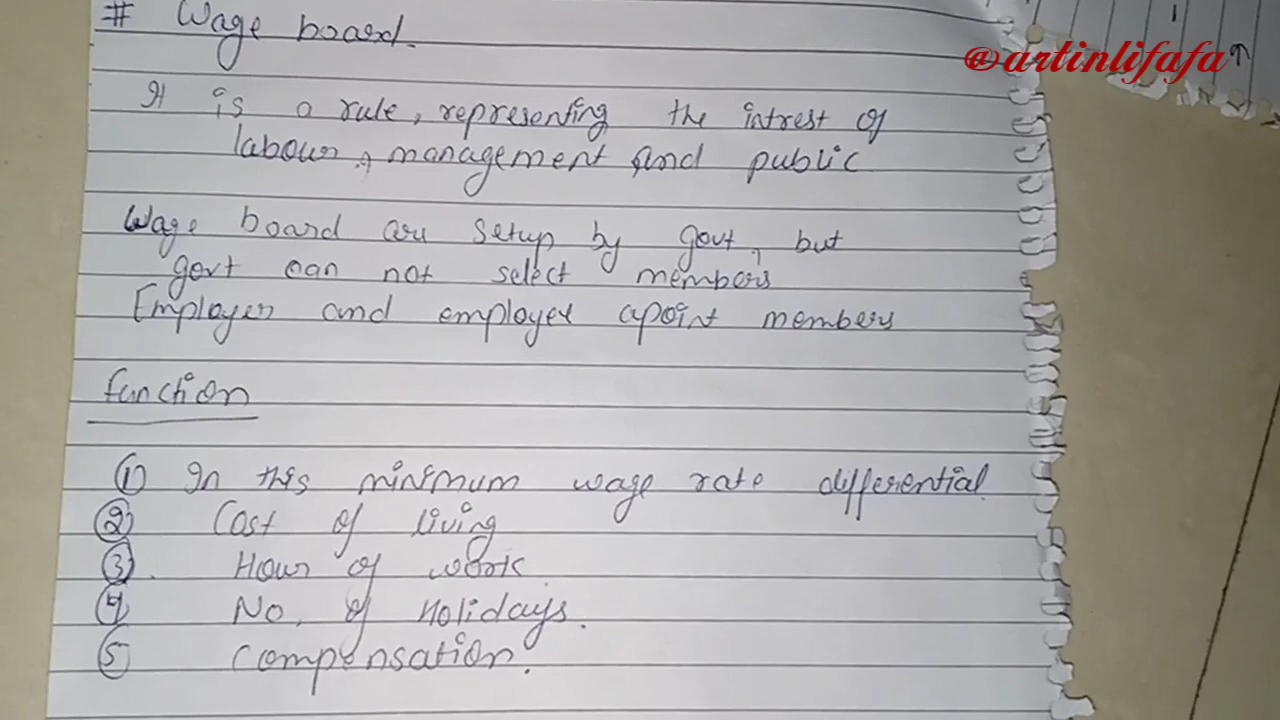 # Wage board.
@artinlifafa
It is a rule, representing the intrest of
labour, management and public
Wage board are setup by govt, but
govt can not select members
Employer and employee apoint members
function
① In this minimum wage rate differential
② Cost of living
③ Hour of work
④ No. of Holidays.
⑤ Compensation.